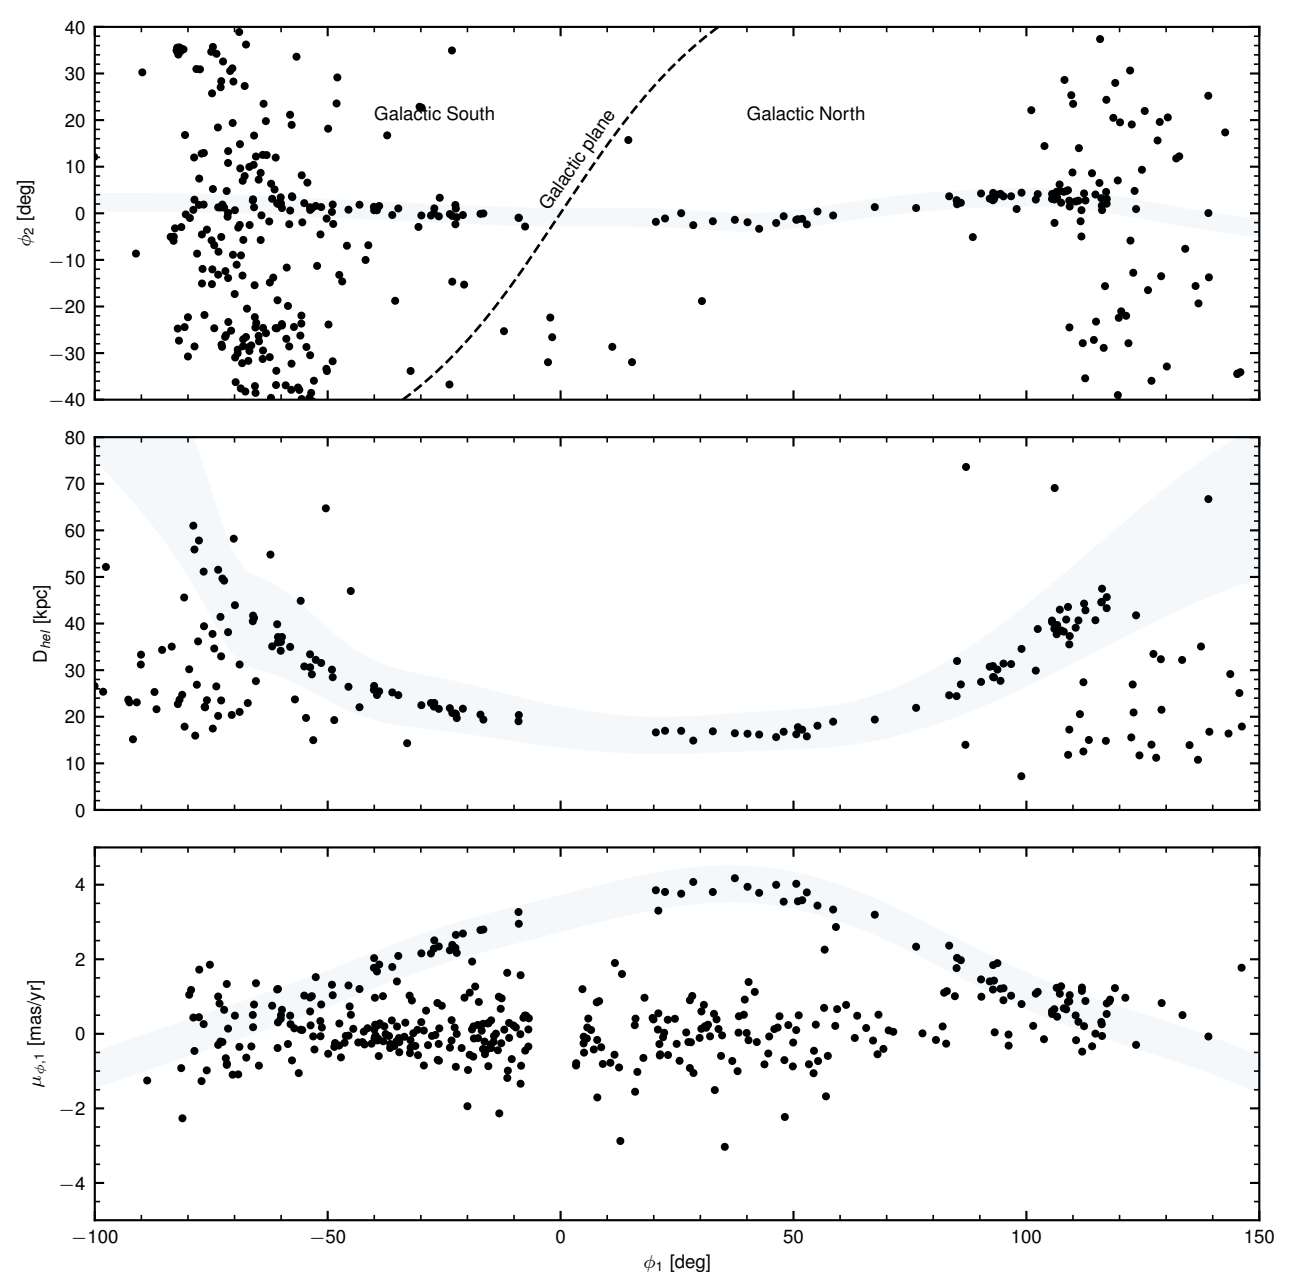 40
30
20
10
0
−10
−20
−30
−40
ϕ2 [deg]
Galactic South
Galactic plane
Galactic North
80
70
60
50
40
30
20
10
0
Dhel [kpc]
4
2
0
−2
−4
μϕ,1 [mas/yr]
−100 −50 0 50 100 150
ϕ1 [deg]